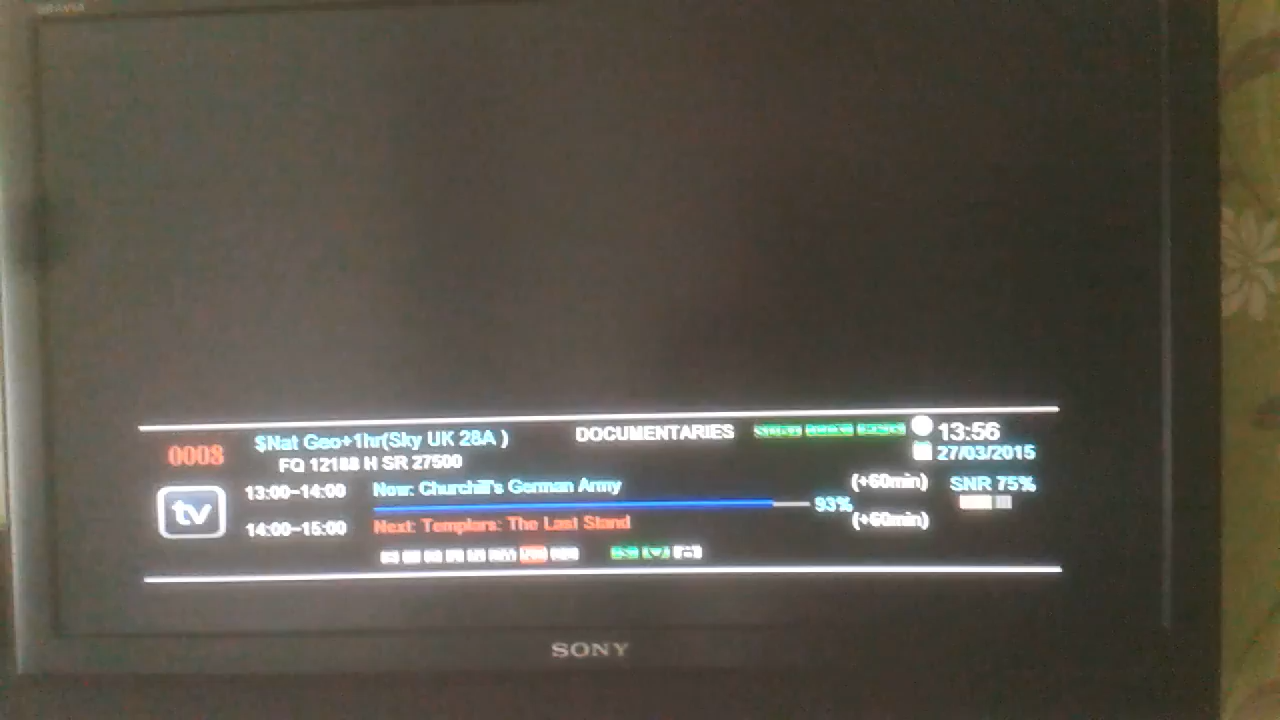 0008
$Nat Geo+1hr(Sky UK 28A )
DOCUMENTARIES
13:56
FQ 12188 H SR 27500
27/03/2015
13:00-14:00
Now: Churchill's German Army
(+60min)
SNR 75%
93%
tv
14:00-15:00
Next: Templars: The Last Stand
(+60min)
SONY